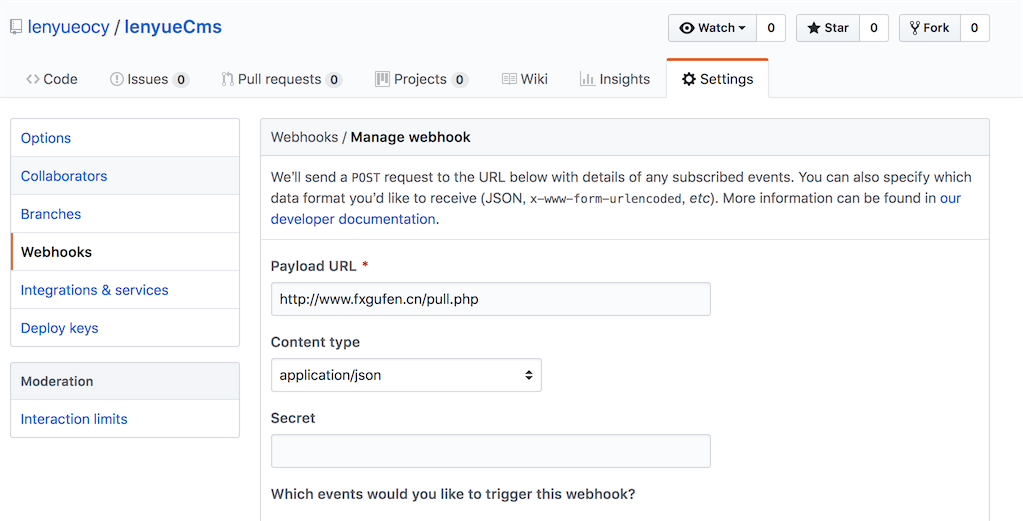 lenyueocy / lenyueCms
Watch 0 Star 0 Fork 0
Code Issues 0 Pull requests 0 Projects 0 Wiki Insights Settings
Options
Collaborators
Branches
Webhooks
Integrations & services
Deploy keys
Moderation
Interaction limits
Webhooks / Manage webhook
We’ll send a POST request to the URL below with details of any subscribed events. You can also specify which
data format you’d like to receive (JSON, x-www-form-urlencoded, etc). More information can be found in our
developer documentation.
Payload URL *
http://www.fxgufen.cn/pull.php
Content type
application/json
Secret
Which events would you like to trigger this webhook?